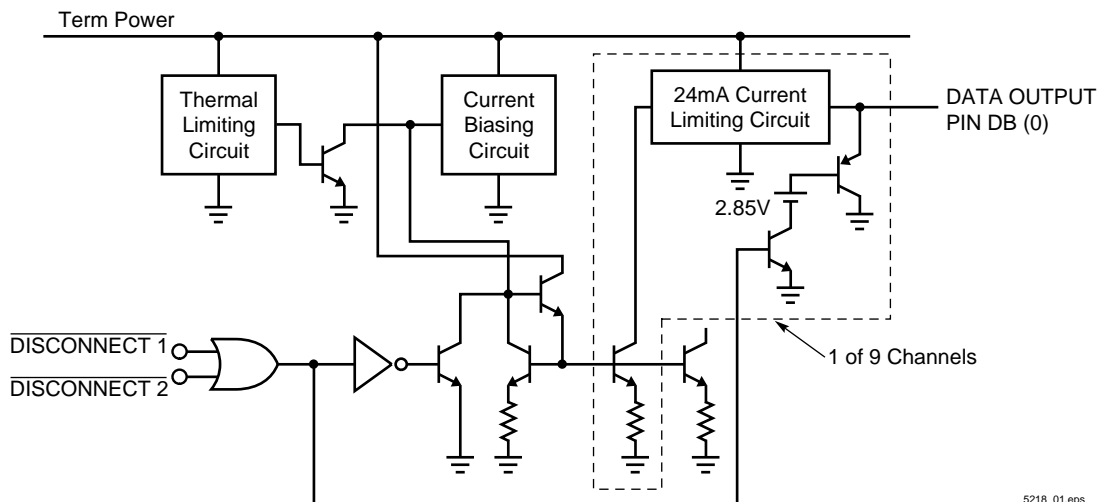 Term Power
Thermal
Limiting
Circuit
Current
Biasing
Circuit
24mA Current
Limiting Circuit
DATA OUTPUT
PIN DB (0)
2.85V
DISCONNECT 1
DISCONNECT 2
1 of 9 Channels
5218_01.eps